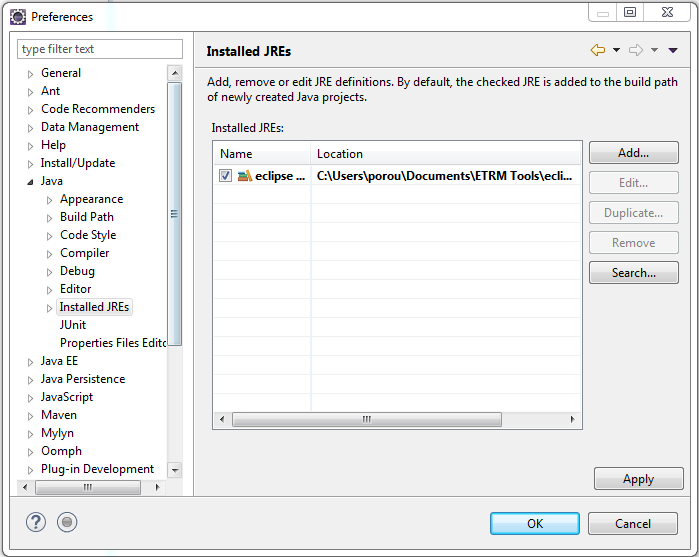 Preferences
type filter text
General
Ant
Code Recommenders
Data Management
Help
Install/Update
Java
Appearance
Build Path
Code Style
Compiler
Debug
Editor
Installed JREs
JUnit
Properties Files Edito
Java EE
Java Persistence
JavaScript
Maven
Mylyn
Oomph
Plug-in Development
Installed JREs
Add, remove or edit JRE definitions. By default, the checked JRE is added to the build path
of newly created Java projects.
Installed JREs:
Name Location
eclipse ... C:\Users\porou\Documents\ETRM Tools\ecli...
Add...
Edit...
Duplicate...
Remove
Search...
Apply
OK Cancel